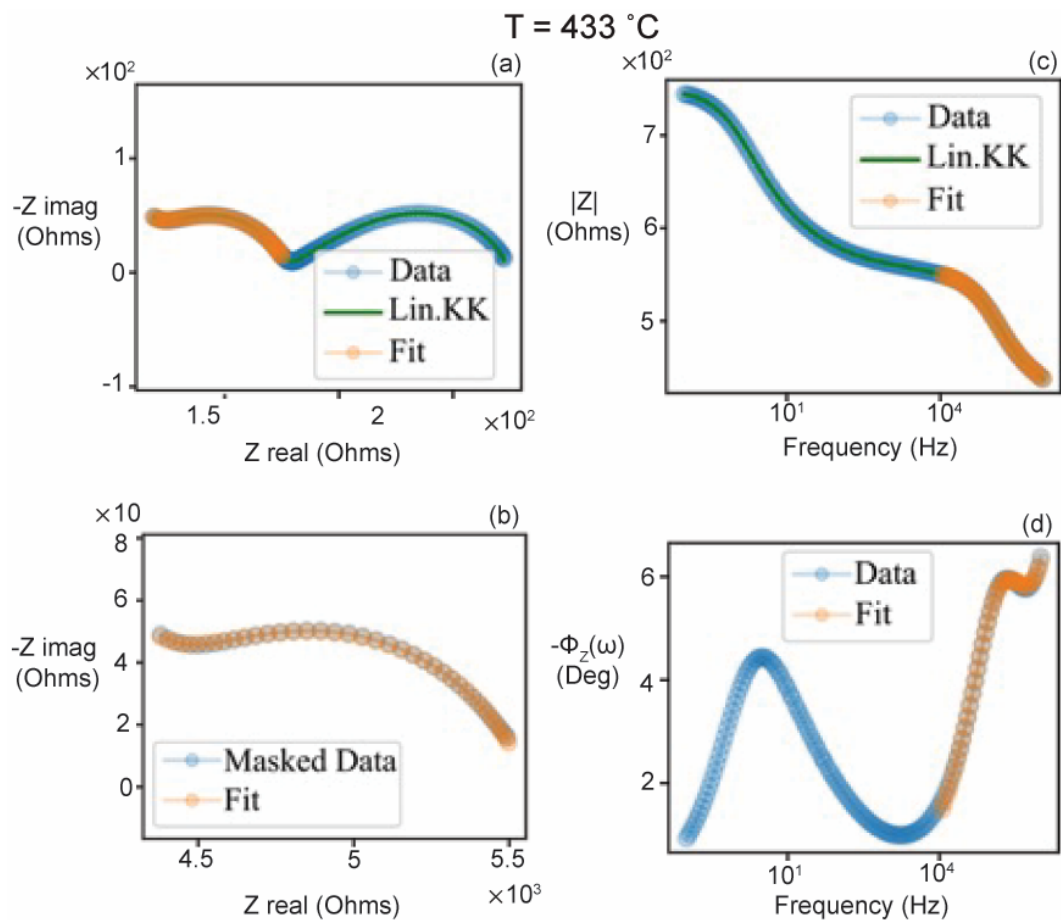 T = 433 ˚C
×10²
(a)
1
-Z imag
(Ohms)
0
-1
Data
Lin.KK
Fit
1.5
2
×10²
Z real (Ohms)
×10²
(c)
7
|Z|
(Ohms)
6
5
Data
Lin.KK
Fit
10¹
10⁴
Frequency (Hz)
×10
(b)
8
6
-Z imag
(Ohms)
4
2
0
Masked Data
Fit
4.5
5
5.5
×10³
Z real (Ohms)
(d)
6
-Φz(ω)
(Deg)
4
2
Data
Fit
10¹
10⁴
Frequency (Hz)